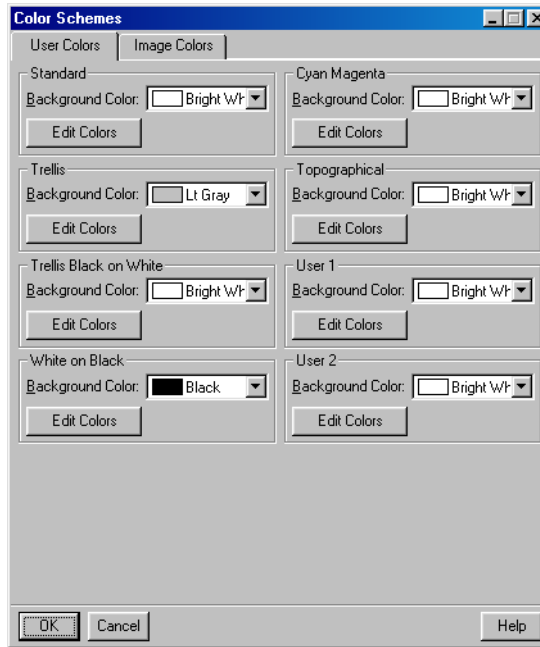 Color Schemes
User Colors
Image Colors
Standard
Background Color: Bright Wh
Edit Colors
Cyan Magenta
Background Color: Bright Wh
Edit Colors
Trellis
Background Color: Lt Gray
Edit Colors
Topographical
Background Color: Bright Wh
Edit Colors
Trellis Black on White
Background Color: Bright Wh
Edit Colors
User 1
Background Color: Bright Wh
Edit Colors
White on Black
Background Color: Black
Edit Colors
User 2
Background Color: Bright Wh
Edit Colors
OK
Cancel
Help